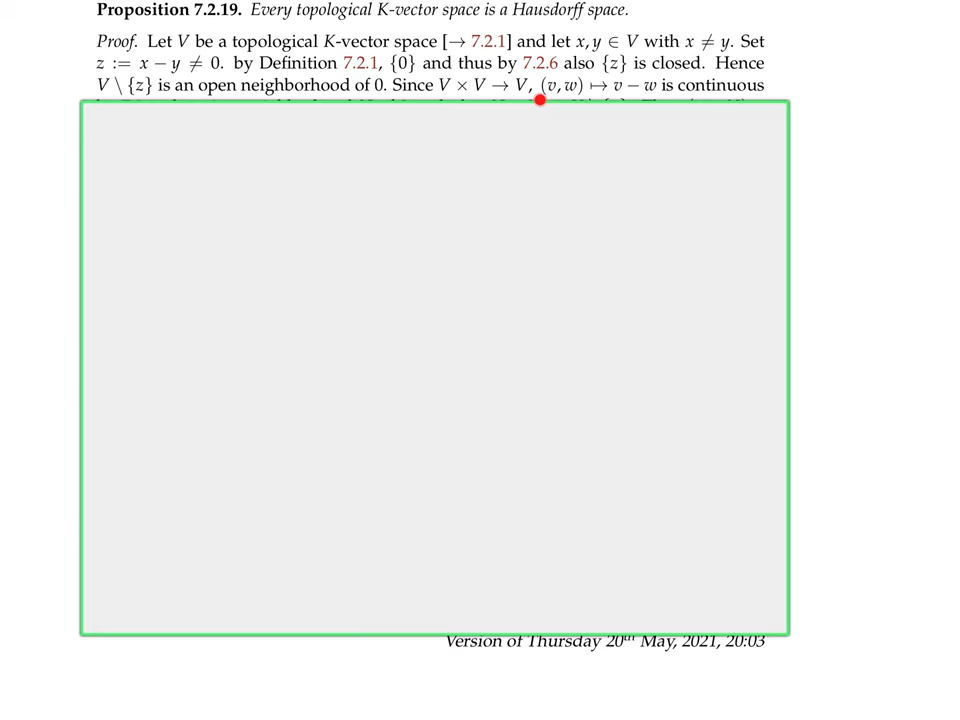 Proposition 7.2.19. Every topological K-vector space is a Hausdorff space.
Proof. Let V be a topological K-vector space [→ 7.2.1] and let x, y ∈ V with x ≠ y. Set
z := x − y ≠ 0. by Definition 7.2.1, {0} and thus by 7.2.6 also {z} is closed. Hence
V \ {z} is an open neighborhood of 0. Since V × V → V, (v, w) ↦ v − w is continuous
Version of Thursday 20th May, 2021, 20:03